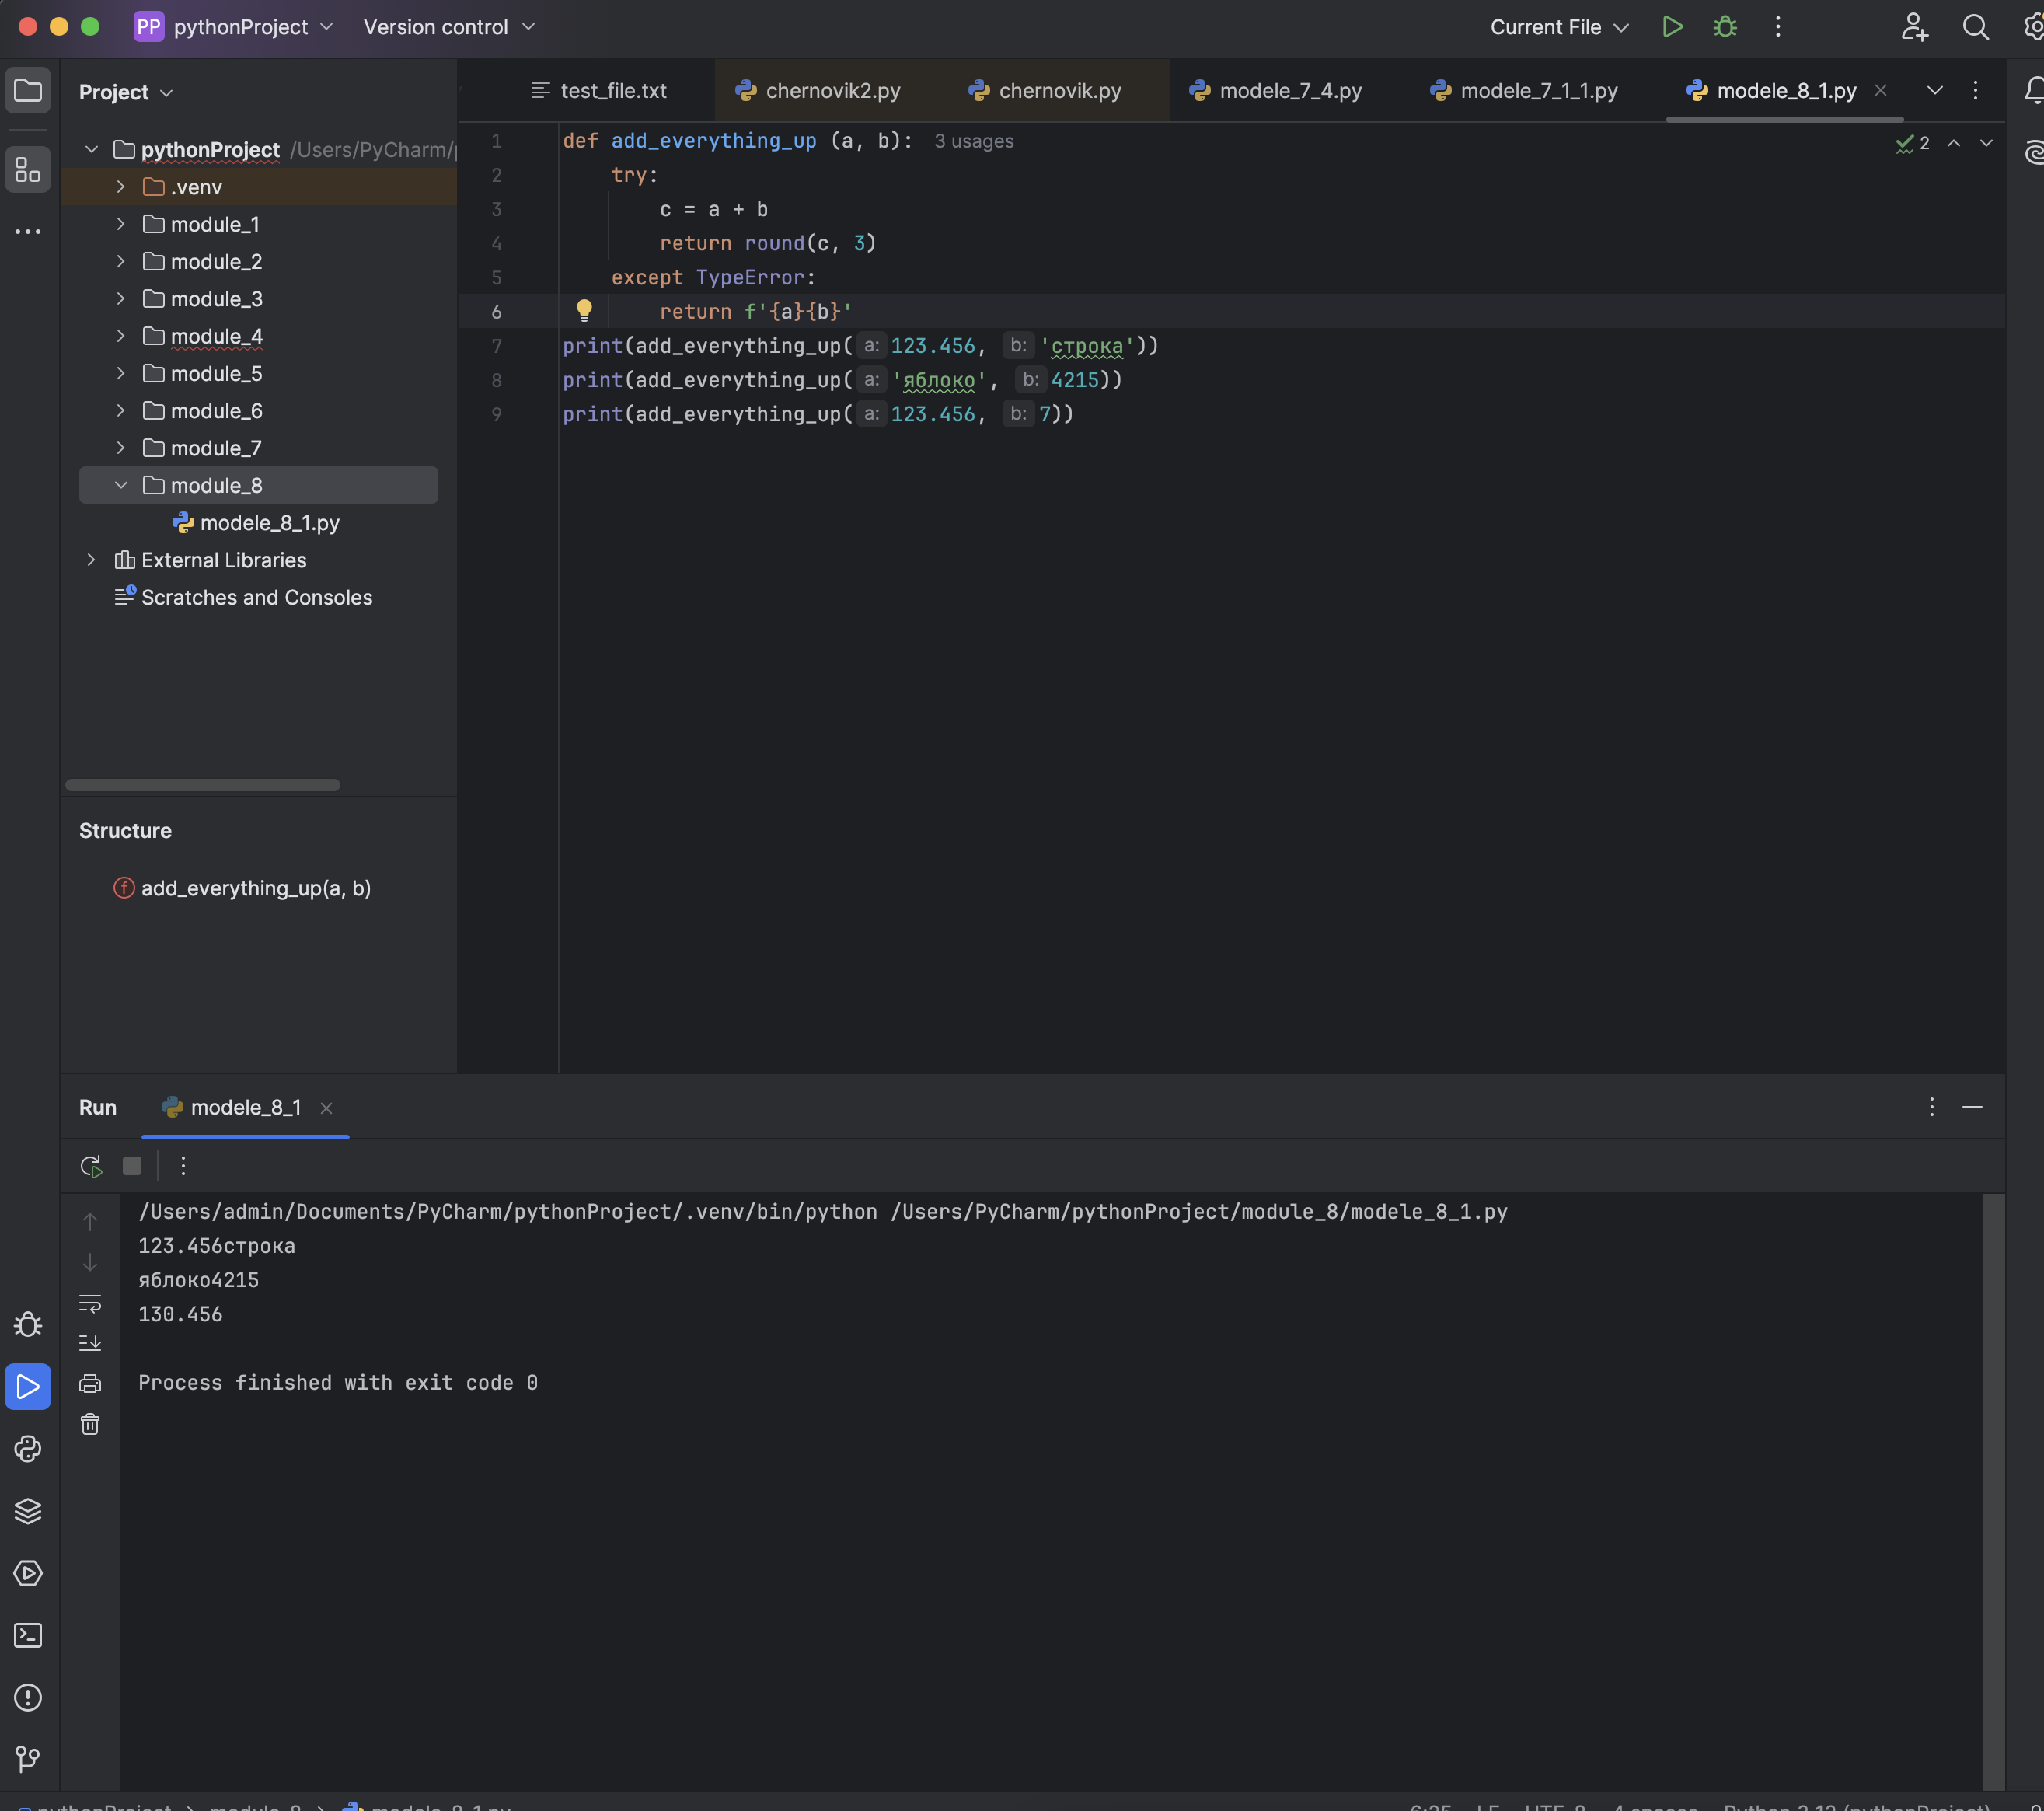 PP pythonProject Version control Current File
Project
test_file.txt chernovik2.py chernovik.py modele_7_4.py modele_7_1_1.py modele_8_1.py
pythonProject /Users/PyCharm/
.venv
module_1
module_2
module_3
module_4
module_5
module_6
module_7
module_8
modele_8_1.py
External Libraries
Scratches and Consoles
1 def add_everything_up (a, b): 3 usages
2 try:
3 c = a + b
4 return round(c, 3)
5 except TypeError:
6 return f'{a}{b}'
7 print(add_everything_up( a: 123.456, b: 'строка'))
8 print(add_everything_up( a: 'яблоко', b: 4215))
9 print(add_everything_up( a: 123.456, b: 7))
2
Structure
f add_everything_up(a, b)
Run modele_8_1
/Users/admin/Documents/PyCharm/pythonProject/.venv/bin/python /Users/PyCharm/pythonProject/module_8/modele_8_1.py
123.456строка
яблоко4215
130.456
Process finished with exit code 0